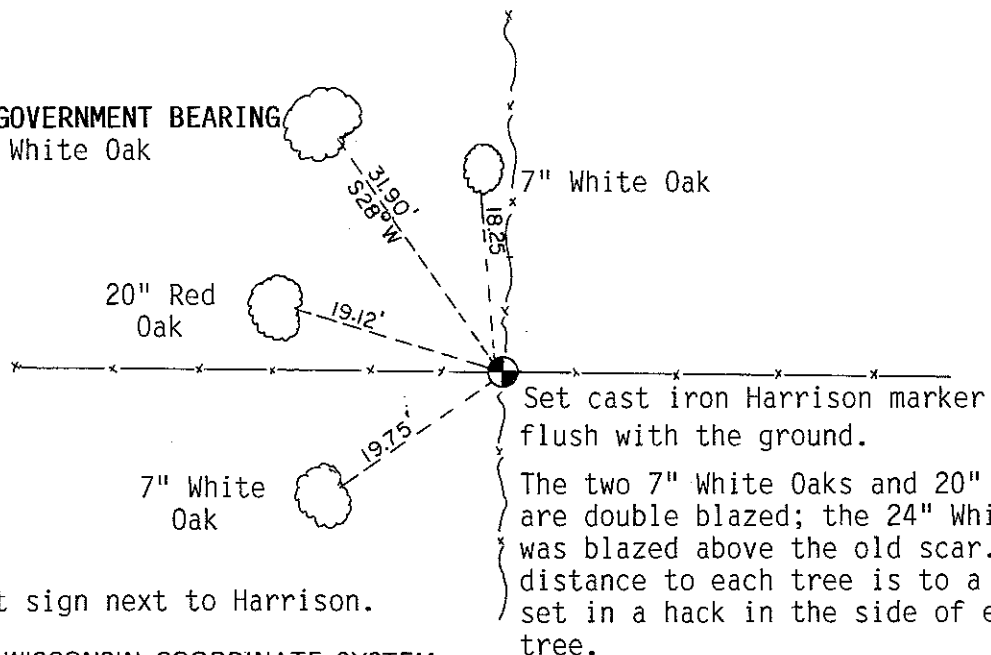 GOVERNMENT BEARING
White Oak
31.90'
S28°W
7" White Oak
18.25
20" Red
Oak
19.12'
Set cast iron Harrison marker
flush with the ground.
19.75'
7" White
Oak
The two 7" White Oaks and 20"
are double blazed; the 24"
was blazed above the old scar.
distance to each tree is to a
set in a hack in the side of
tree.
sign next to Harrison.
WISCONSIN COORDINATE SYSTEM